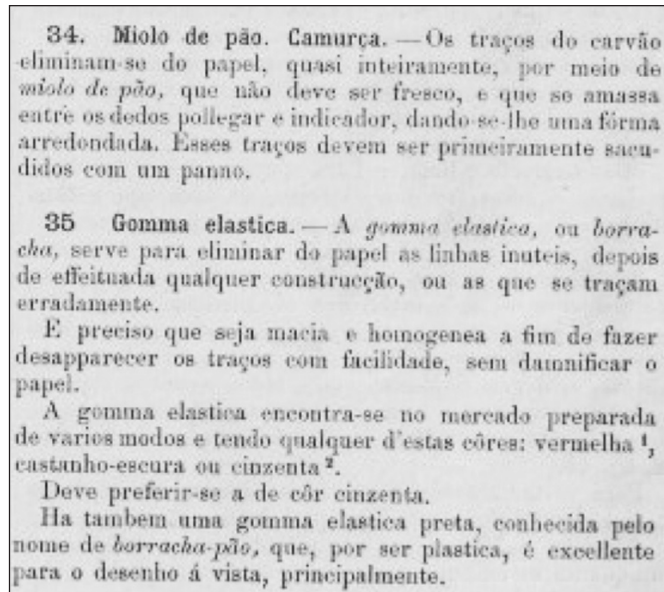 34. Miolo de pão. Camurça. — Os traços do carvão
eliminam-se do papel, quasi inteiramente, por meio de
miolo de pão, que não deve ser fresco, e que se amassa
entre os dedos pollegar e indicador, dando-se-lhe uma fórma
arredondada. Esses traços devem ser primeiramente sacu-
didos com um panno.
35 Gomma elastica. — A gomma elastica, ou borra-
cha, serve para eliminar do papel as linhas inuteis, depois
de effeituada qualquer construcção, ou as que se traçam
erradamente.
E preciso que seja macia e homogenea a fim de fazer
desapparecer os traços com facilidade, sem damnificar o
papel.
A gomma elastica encontra-se no mercado preparada
de varios modos e tendo qualquer d'estas côres: vermelha ¹,
castanho-escura ou cinzenta ².
Deve preferir-se a de côr cinzenta.
Ha tambem uma gomma elastica preta, conhecida pelo
nome de borracha-pão, que, por ser plastica, é excellente
para o desenho á vista, principalmente.